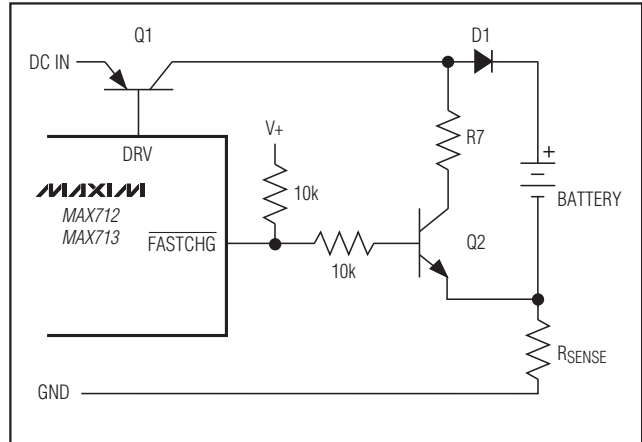 Q1
D1
DC IN
V+
R7
DRV
+
MAXIM
10k
MAX712
MAX713
BATTERY
FASTCHG
Q2
10k
RSENSE
GND